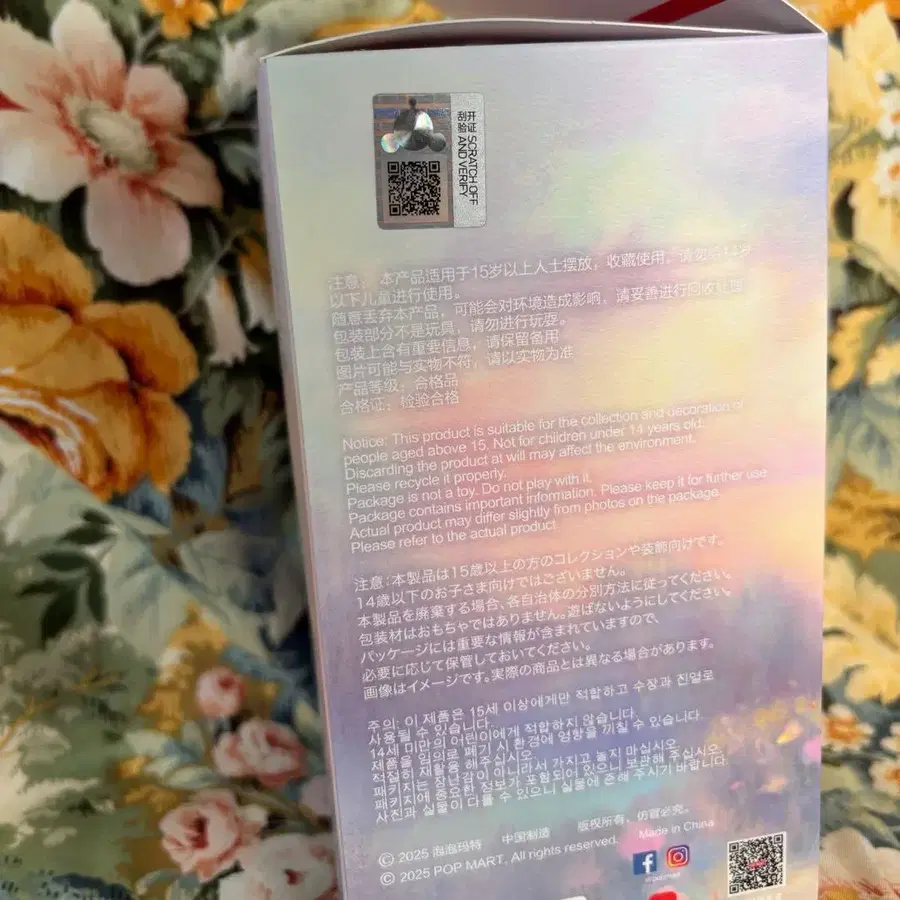 开 SCRATCH OFF
刮 验 AND VERIFY
注意： 本产品适用于15岁以上人士摆放，收藏使用。请勿给14岁
以下儿童进行使用。
随意丢弃本产品，可能会对环境造成影响，请妥善进行回收处理
包装部分不是玩具，请勿进行玩耍。
包装上含有重要信息，请保留备用
图片可能与实物不符，请以实物为准
产品等级：合格品
合格证：检验合格
Notice: This product is suitable for the collection and decoration of
people aged above 15. Not for children under 14 years old.
Discarding the product at will may affect the environment.
Please recycle it properly.
Package is not a toy. Do not play with it.
Package contains important information. Please keep it for further use
Actual product may differ slightly from photos on the package.
Please refer to the actual product
注意：本製品は15歳以上の方のコレクションや装飾向けです。
14歳以下のお子さま向けではございません。
本製品を廃棄する場合、各自治体の分別方法に従ってください。
包装材はおもちゃではありません。遊ばないようにしてください。
パッケージには重要な情報が含まれていますので、
必要に応じて保管しておいてください。
画像はイメージです。実際の商品とは異なる場合があります。
주의: 이 제품은 15세 이상에게만 적합하고 수장과 진열로
사용될 수 있습니다.
14세 미만의 어린이에게 적합하지 않습니다.
제품을 임의로 폐기 시 환경에 영향을 끼칠 수 있습니다.
적절히 재활용 해주십시오.
패키지는 장난감이 아니라서 가지고 놀지 마십시오
패키지에 중요한 정보가 포함되어 있으니 보관해 주십시오.
사진과 실물이 다를 수 있으니 실물에 준해 주시기 바랍니다
© 2025 泡泡玛特 中国制造 版权所有，仿冒必究。
© 2025 POP MART. All rights reserved. Made in China